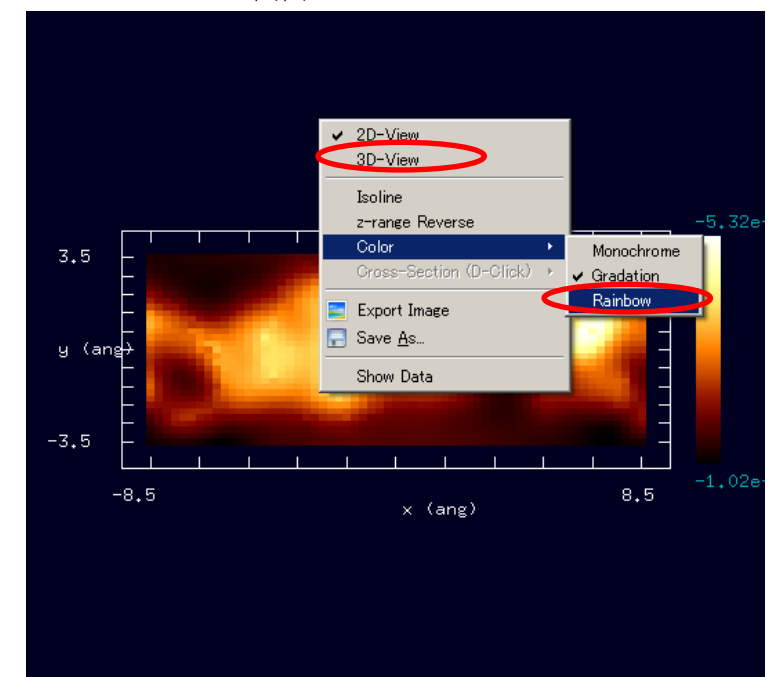 ✔ 2D-View
3D-View
Isoline
z-range Reverse
Color
Cross-Section (D-Click)
Export Image
Save As...
Show Data
Monochrome
✔ Gradation
Rainbow
-5.32e-
3.5
y (ang)
-3.5
-8.5
x (ang)
8.5
-1.02e-